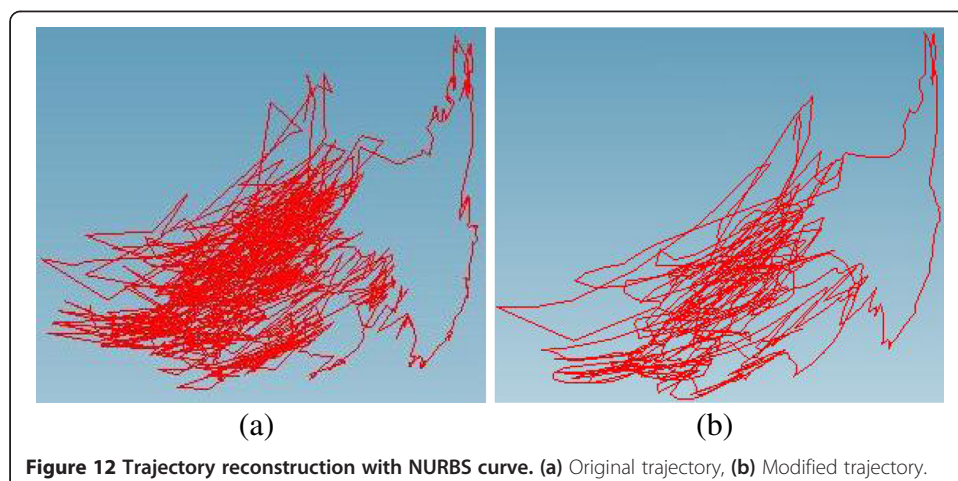 (a) (b)
Figure 12 Trajectory reconstruction with NURBS curve. (a) Original trajectory, (b) Modified trajectory.